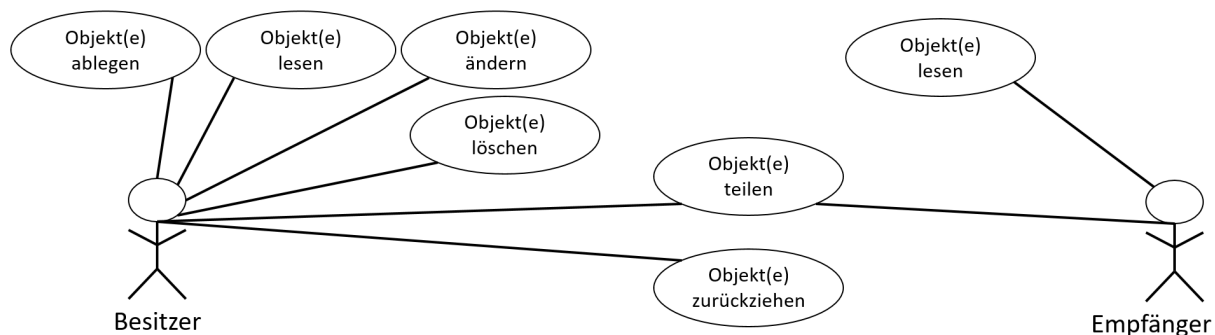 Objekt(e)
ablegen
Objekt(e)
lesen
Objekt(e)
ändern
Objekt(e)
lesen
Objekt(e)
löschen
Objekt(e)
teilen
Objekt(e)
zurückziehen
Besitzer
Empfänger